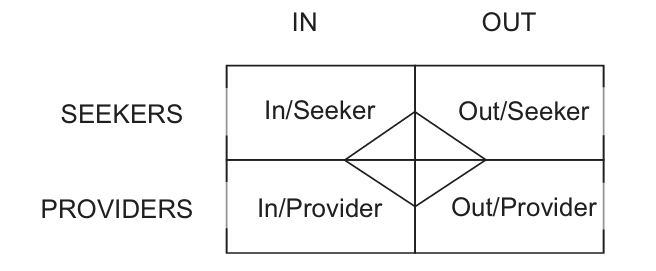 IN OUT
SEEKERS In/Seeker Out/Seeker
PROVIDERS In/Provider Out/Provider